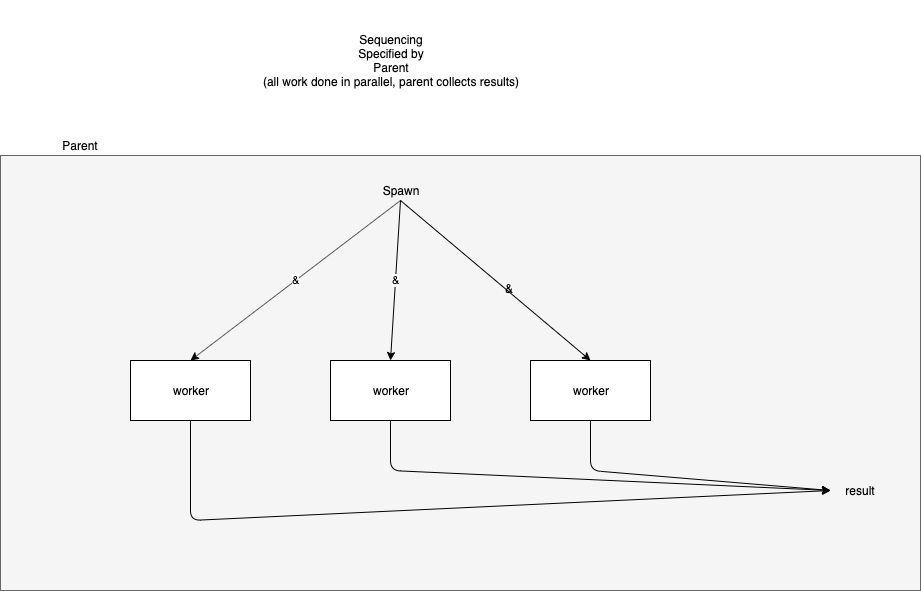 Sequencing
Specified by
Parent
(all work done in parallel, parent collects results)
Parent
Spawn
&
&
&
worker
worker
worker
result